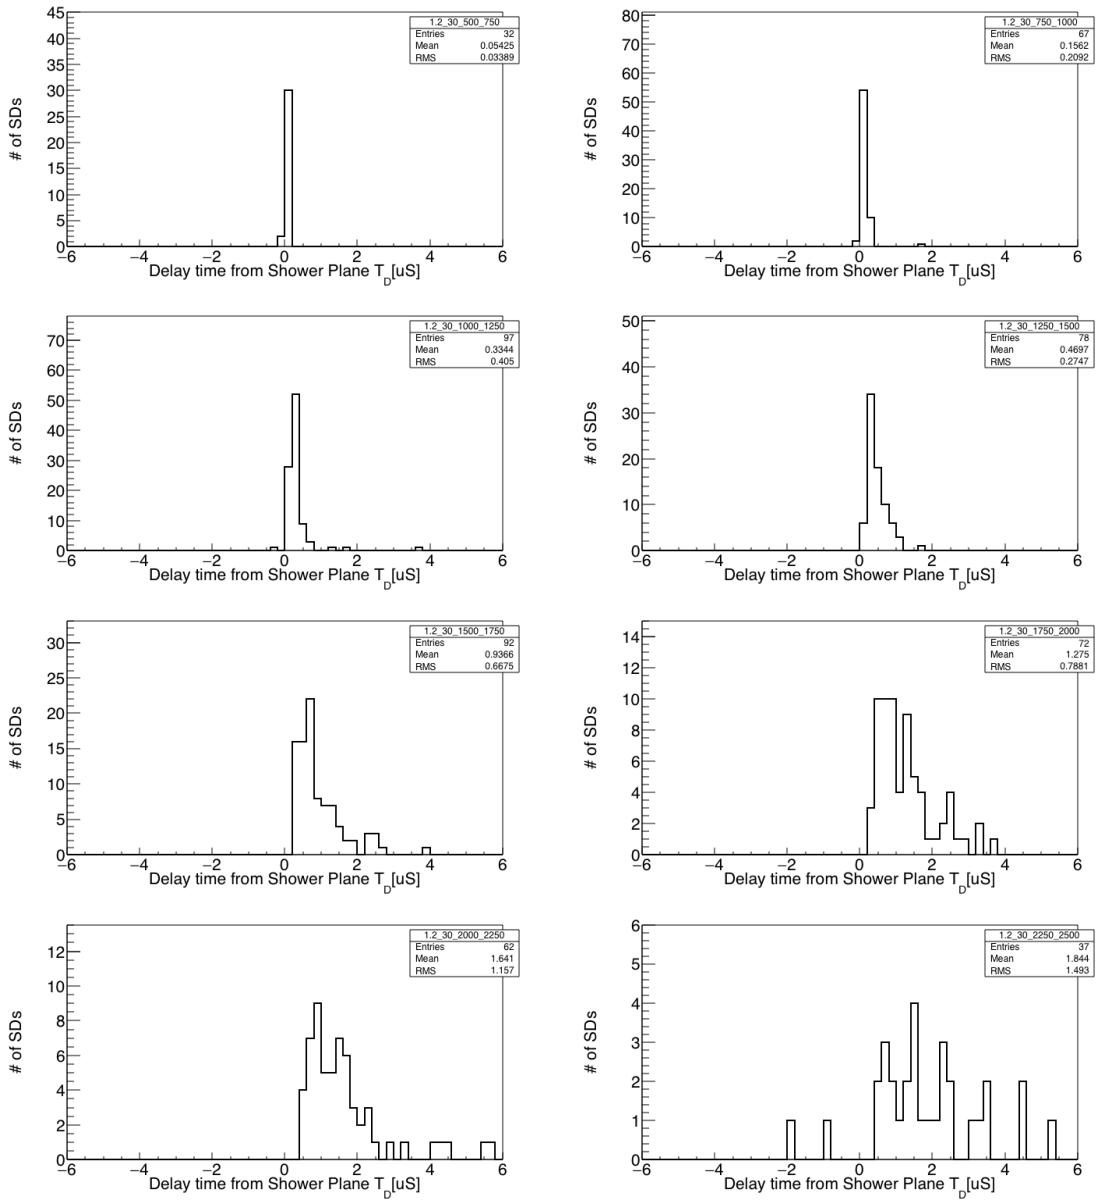 1.2_30_500_750
Entries 32
Mean 0.05425
RMS 0.03389
# of SDs
45
40
35
30
25
20
15
10
5
0
−6 −4 −2 0 2 4 6
Delay time from Shower Plane T_D[uS]
1.2_30_750_1000
Entries 67
Mean 0.1562
RMS 0.2092
# of SDs
80
70
60
50
40
30
20
10
0
−6 −4 −2 0 2 4 6
Delay time from Shower Plane T_D[uS]
1.2_30_1000_1250
Entries 97
Mean 0.3344
RMS 0.405
# of SDs
70
60
50
40
30
20
10
0
−6 −4 −2 0 2 4 6
Delay time from Shower Plane T_D[uS]
1.2_30_1250_1500
Entries 78
Mean 0.4697
RMS 0.2747
# of SDs
50
40
30
20
10
0
−6 −4 −2 0 2 4 6
Delay time from Shower Plane T_D[uS]
1.2_30_1500_1750
Entries 92
Mean 0.9366
RMS 0.6675
# of SDs
30
25
20
15
10
5
0
−6 −4 −2 0 2 4 6
Delay time from Shower Plane T_D[uS]
1.2_30_1750_2000
Entries 72
Mean 1.275
RMS 0.7881
# of SDs
14
12
10
8
6
4
2
0
−6 −4 −2 0 2 4 6
Delay time from Shower Plane T_D[uS]
1.2_30_2000_2250
Entries 62
Mean 1.641
RMS 1.157
# of SDs
12
10
8
6
4
2
0
−6 −4 −2 0 2 4 6
Delay time from Shower Plane T_D[uS]
1.2_30_2250_2500
Entries 37
Mean 1.844
RMS 1.493
# of SDs
6
5
4
3
2
1
0
−6 −4 −2 0 2 4 6
Delay time from Shower Plane T_D[uS]